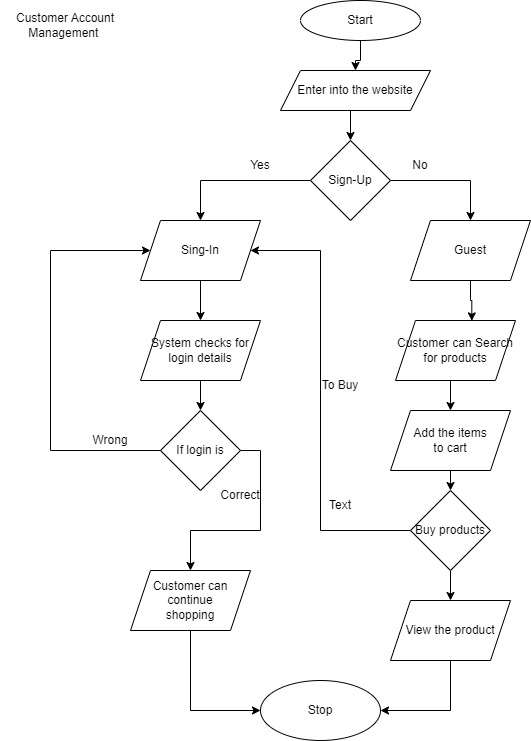 Customer Account
Management
Start
Enter into the website
Sign-Up
Yes
No
Sing-In
Guest
System checks for
login details
Customer can Search
for products
To Buy
Add the items
to cart
Wrong
If login is
Correct
Text
Buy products
Customer can
continue
shopping
View the product
Stop